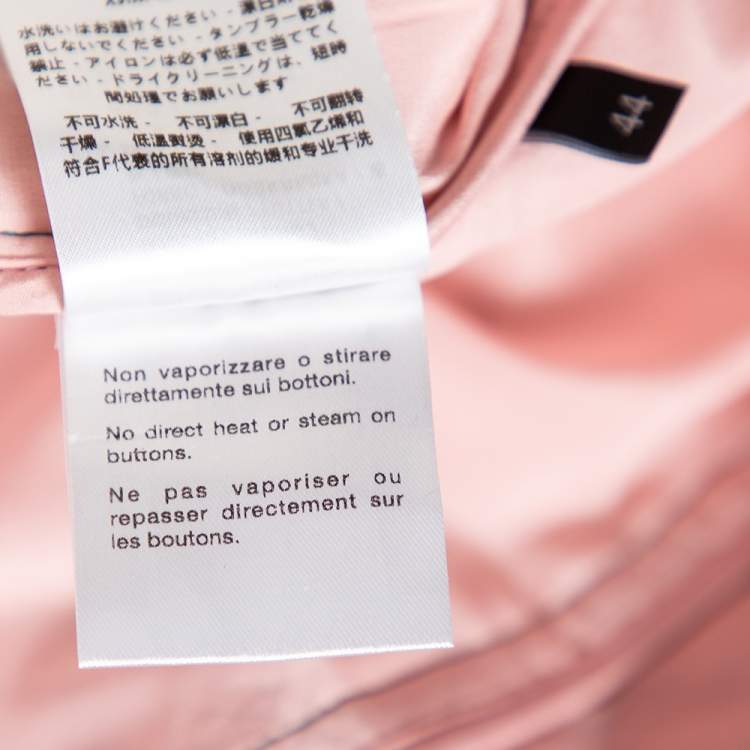 水洗いはお避けください - 漂白
用しないでください - タンブラー乾燥
禁止 - アイロンは必ず低温で当ててく
ださい - ドライクリーニングは、短時
間処理でお願いします
不可水洗 - 不可漂白 - 不可翻转
干燥 - 低温熨烫 - 使用四氯乙烯和
符合F代表的所有溶剂的缓和专业干洗
Non vaporizzare o stirare
direttamente sui bottoni.
No direct heat or steam on
buttons.
Ne pas vaporiser ou
repasser directement sur
les boutons.
44